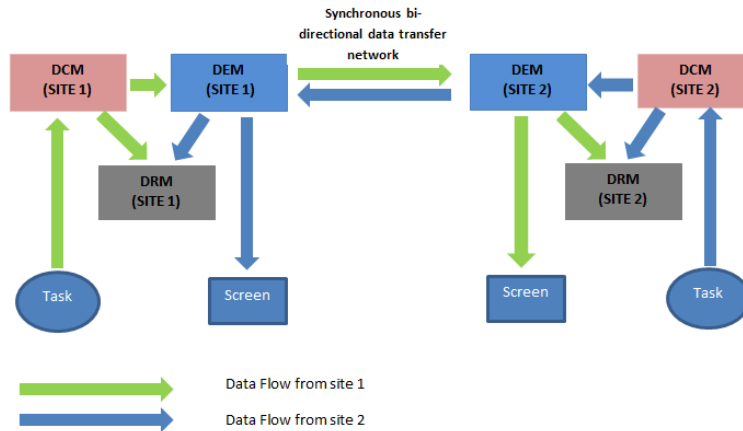 Synchronous bi-
directional data transfer
network
DCM
(SITE 1)
DEM
(SITE 1)
DEM
(SITE 2)
DCM
(SITE 2)
DRM
(SITE 1)
DRM
(SITE 2)
Task
Screen
Screen
Task
Data Flow from site 1
Data Flow from site 2